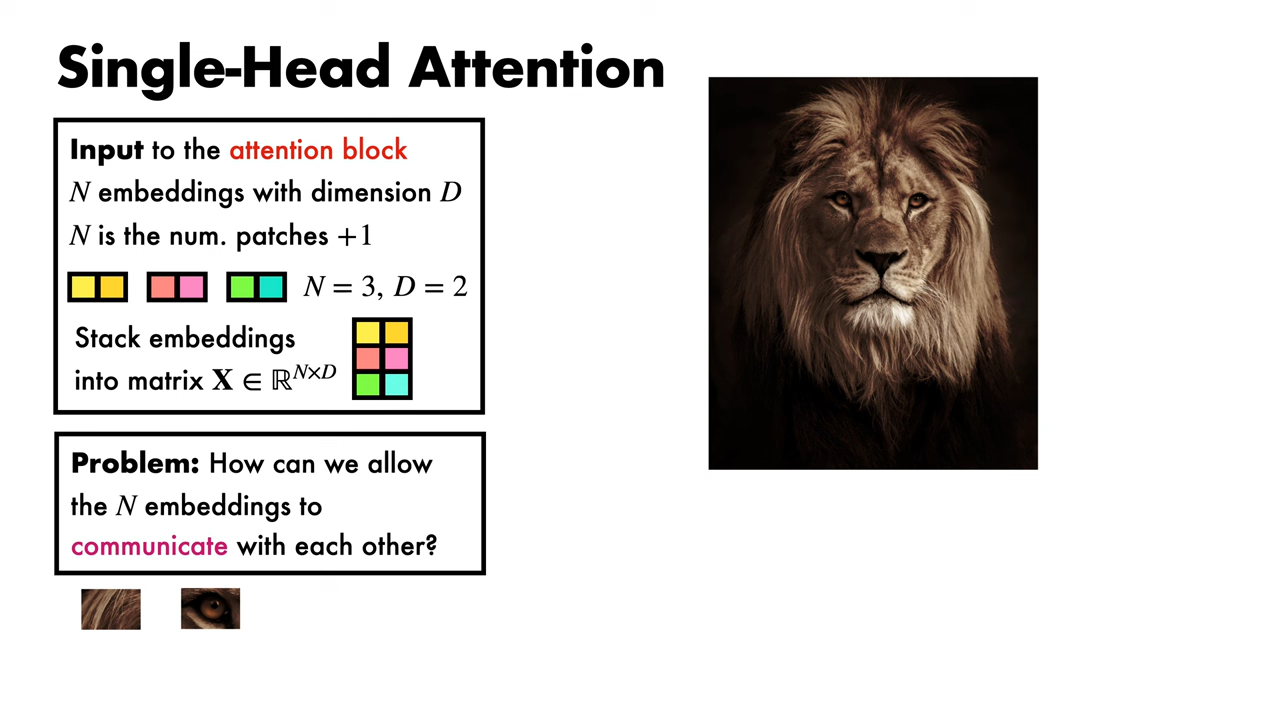 Single-Head Attention
Input to the attention block
N embeddings with dimension D
N is the num. patches +1
N = 3, D = 2
Stack embeddings
into matrix X ∈ ℝ^{N×D}
Problem: How can we allow
the N embeddings to
communicate with each other?